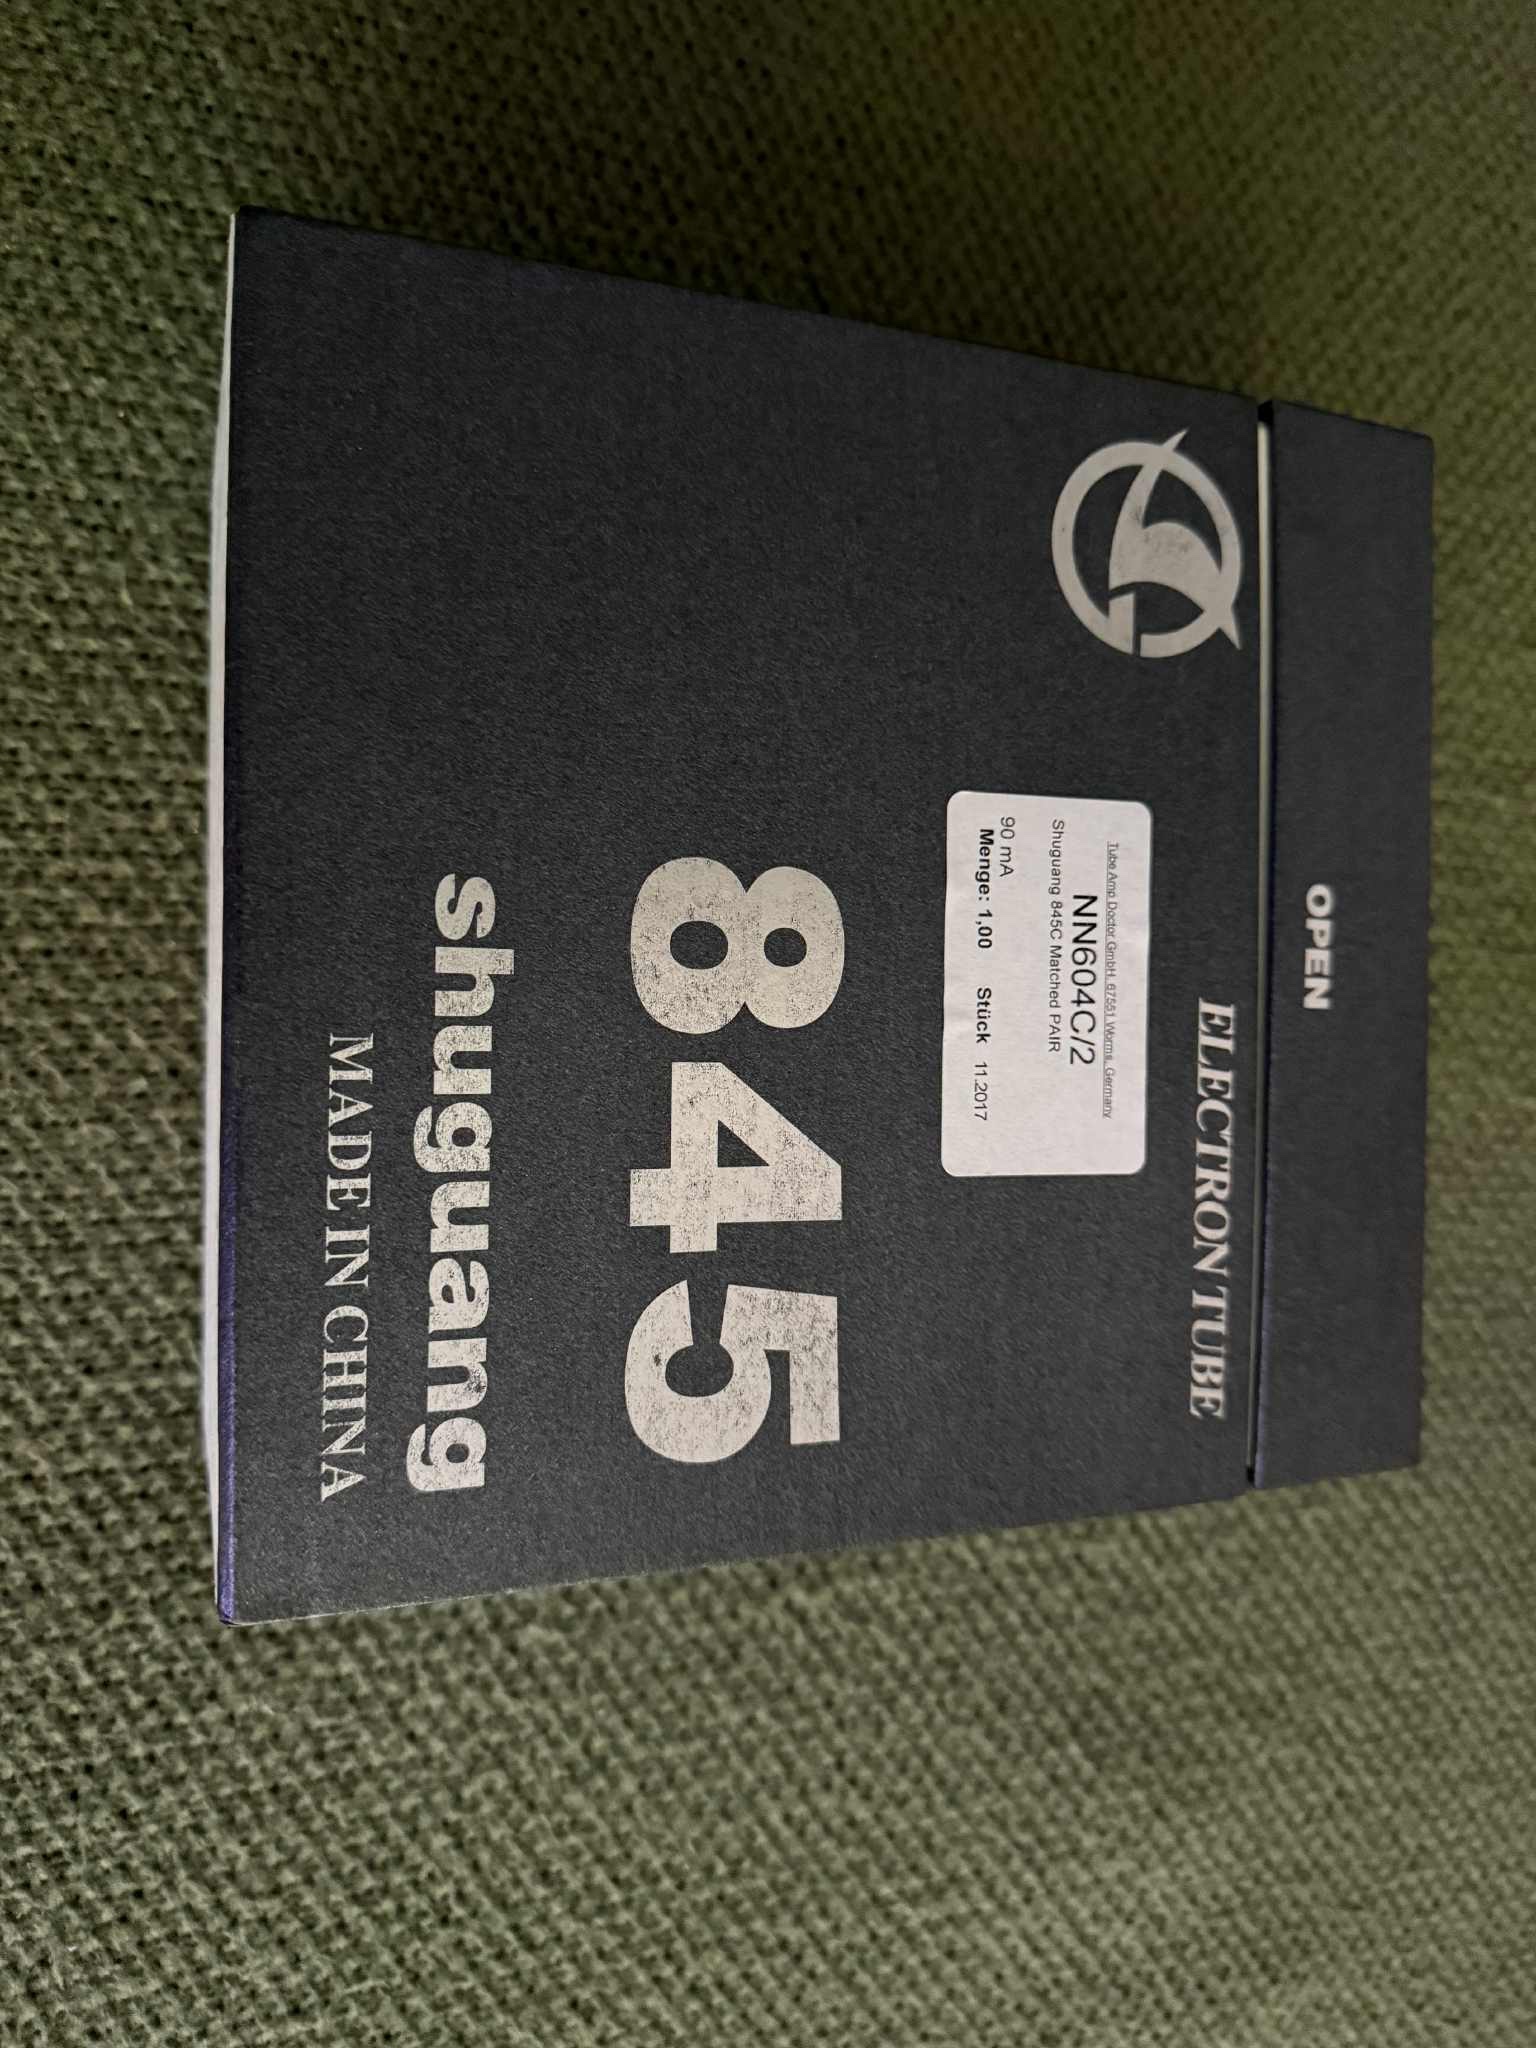 OPEN
ELECTRON TUBE
Tube Amp Doctor GmbH, 67551 Worms, Germany
NN604C/2
Shuguang 845C Matched PAIR
90 mA
Menge: 1,00 Stück 11.2017
845
shuguang
MADE IN CHINA